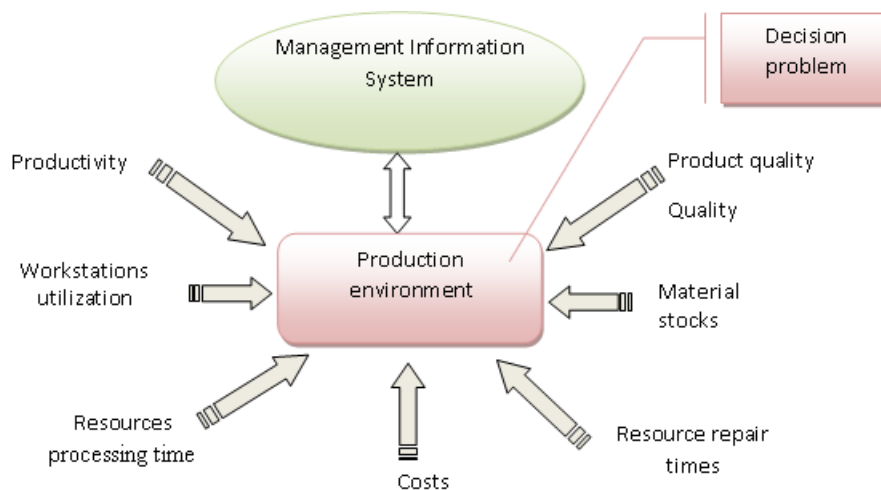 Management Information
System
Decision
problem
Productivity
Product quality
Quality
Workstations
utilization
Production
environment
Material
stocks
Resources
processing time
Costs
Resource repair
times